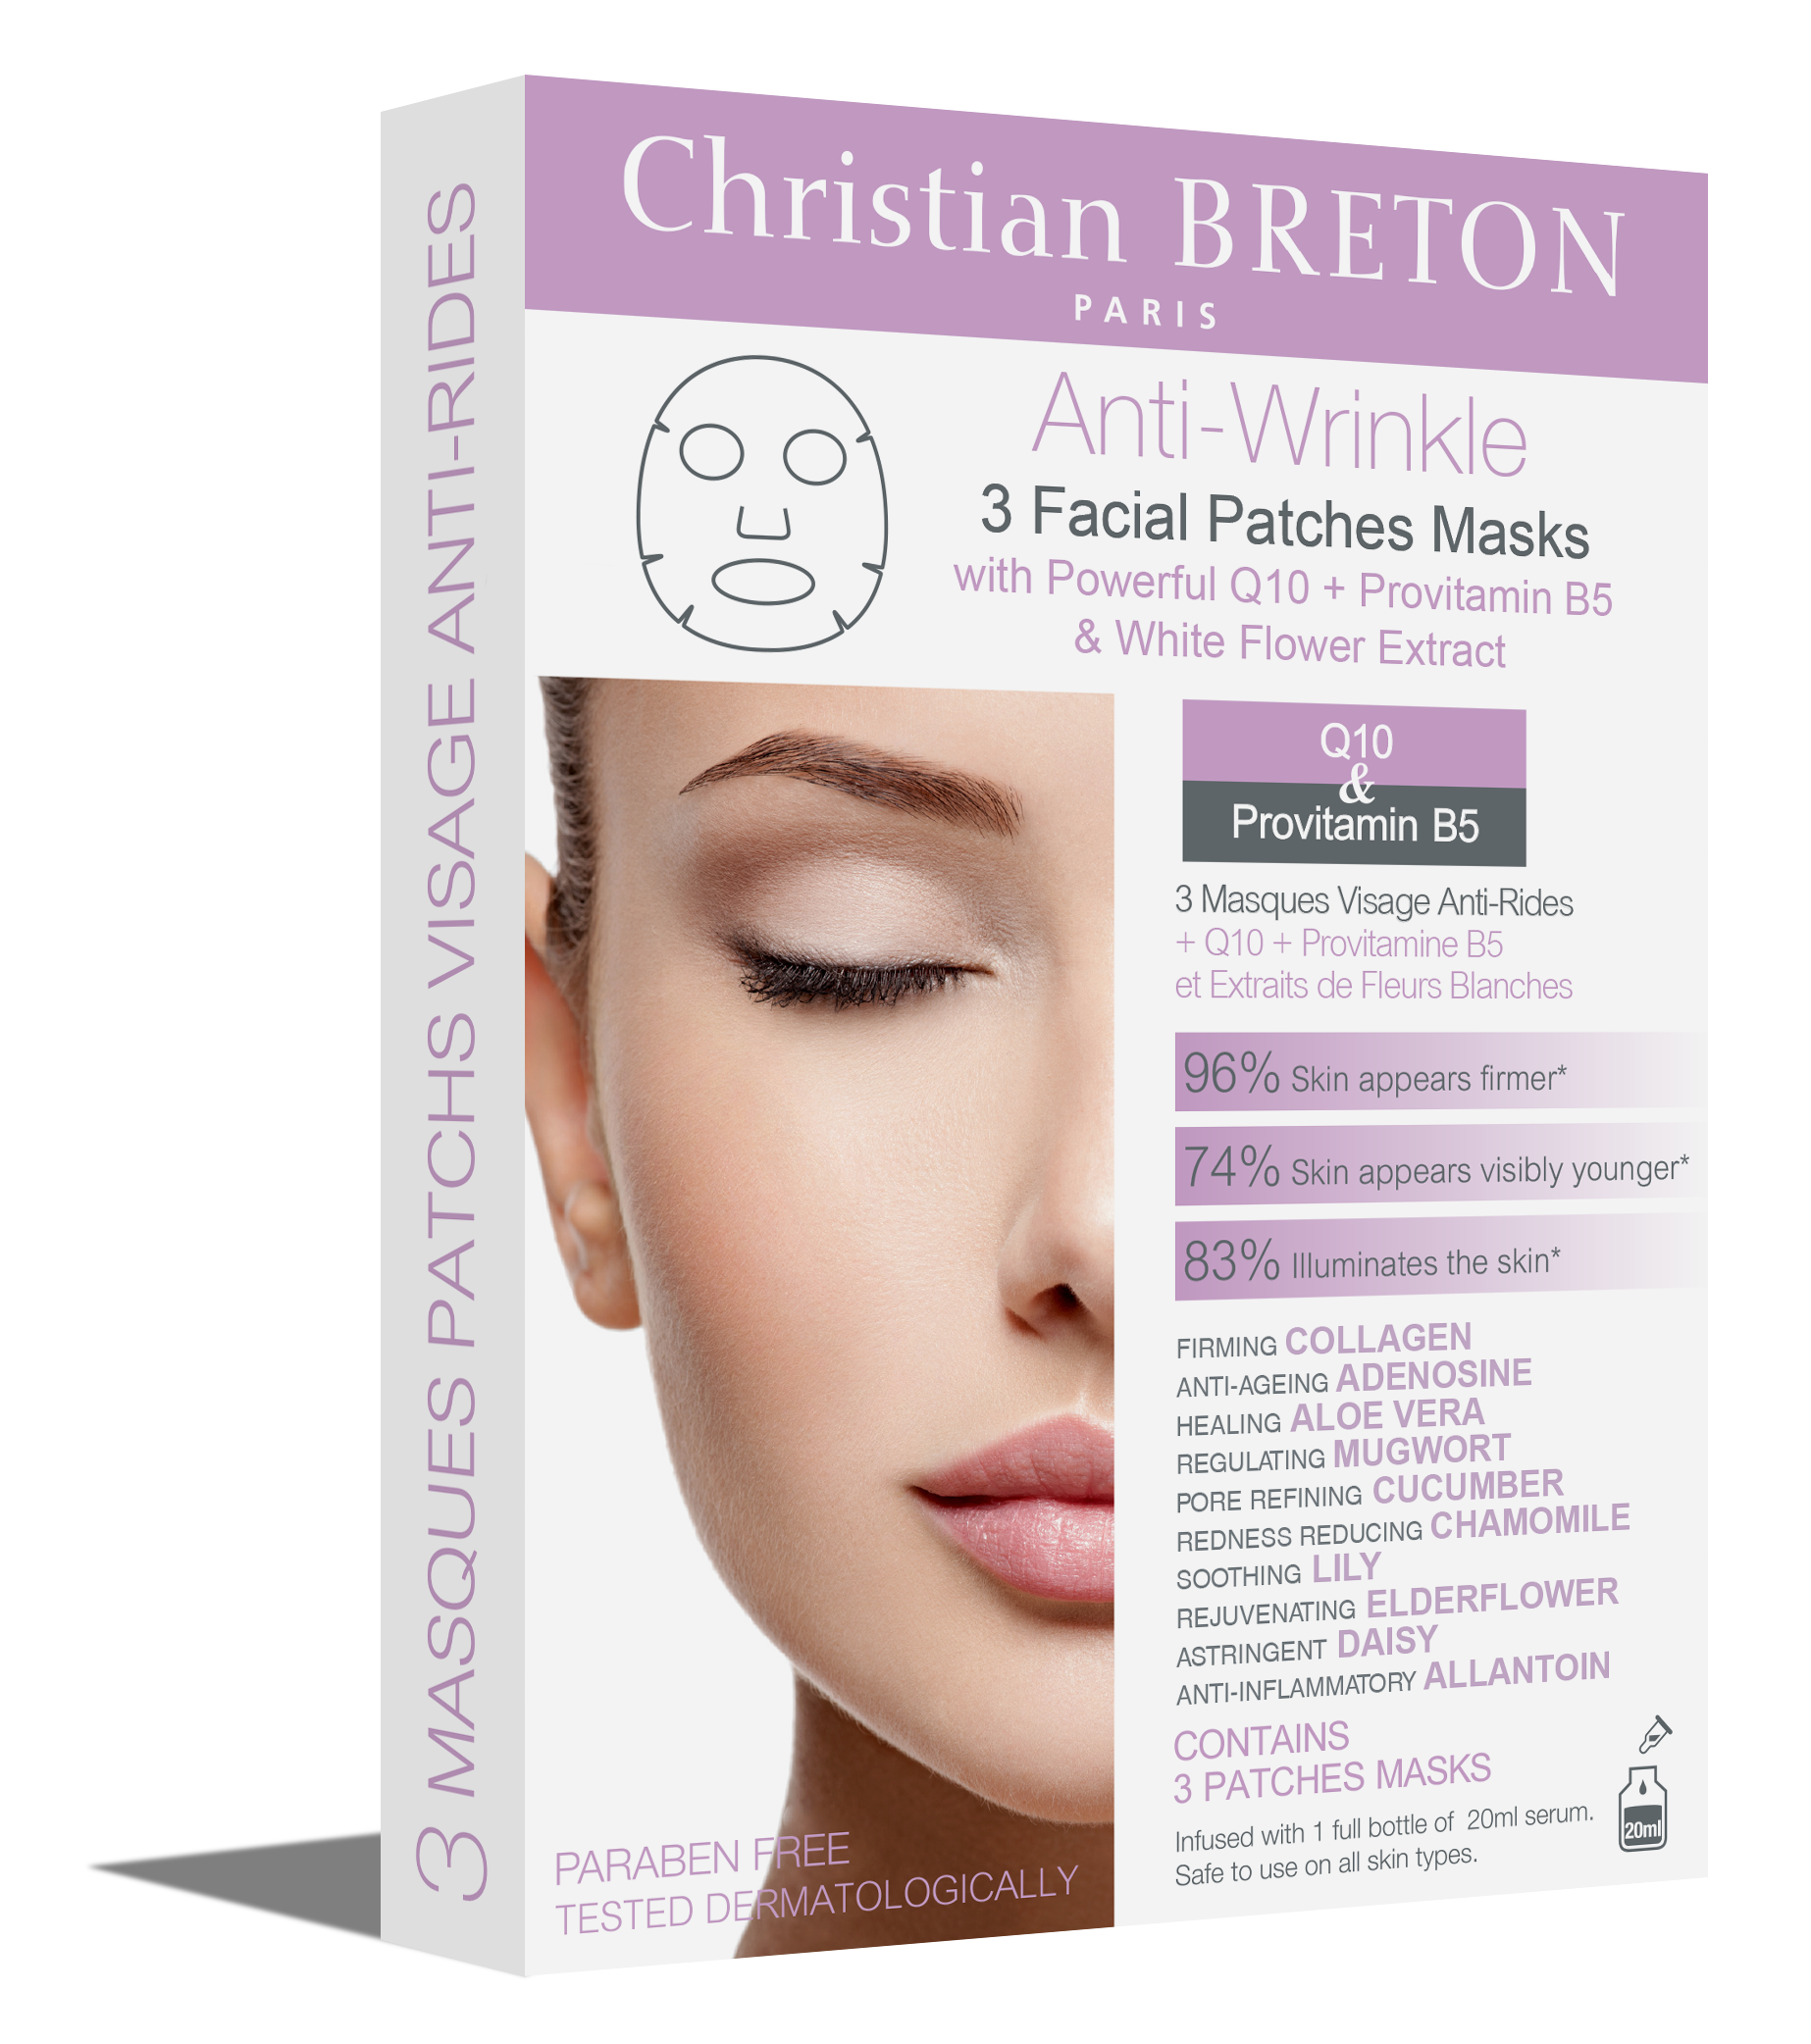 3 MASQUES PATCHS VISAGE ANTI-RIDES
Christian BRETON
PARIS
Anti-Wrinkle
3 Facial Patches Masks
with Powerful Q10 + Provitamin B5
& White Flower Extract
Q10
&
Provitamin B5
3 Masques Visage Anti-Rides
+ Q10 + Provitamine B5
et Extraits de Fleurs Blanches
96% Skin appears firmer*
74% Skin appears visibly younger*
83% Illuminates the skin*
FIRMING COLLAGEN
ANTI-AGEING ADENOSINE
HEALING ALOE VERA
REGULATING MUGWORT
PORE REFINING CUCUMBER
REDNESS REDUCING CHAMOMILE
SOOTHING LILY
REJUVENATING ELDERFLOWER
ASTRINGENT DAISY
ANTI-INFLAMMATORY ALLANTOIN
CONTAINS
3 PATCHES MASKS
Infused with 1 full bottle of 20ml serum.
Safe to use on all skin types.
20ml
PARABEN FREE
TESTED DERMATOLOGICALLY